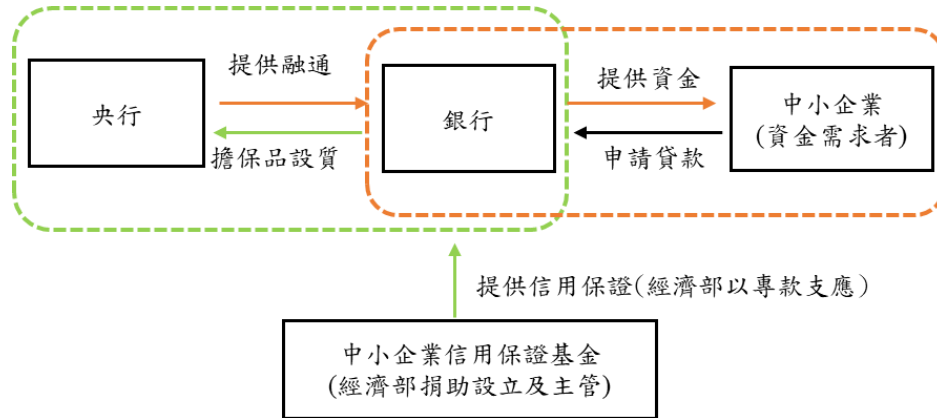 提供融通
提供資金
央行
銀行
中小企業
(資金需求者)
擔保品設質
申請貸款
提供信用保證(經濟部以專款支應)
中小企業信用保證基金
(經濟部捐助設立及主管)